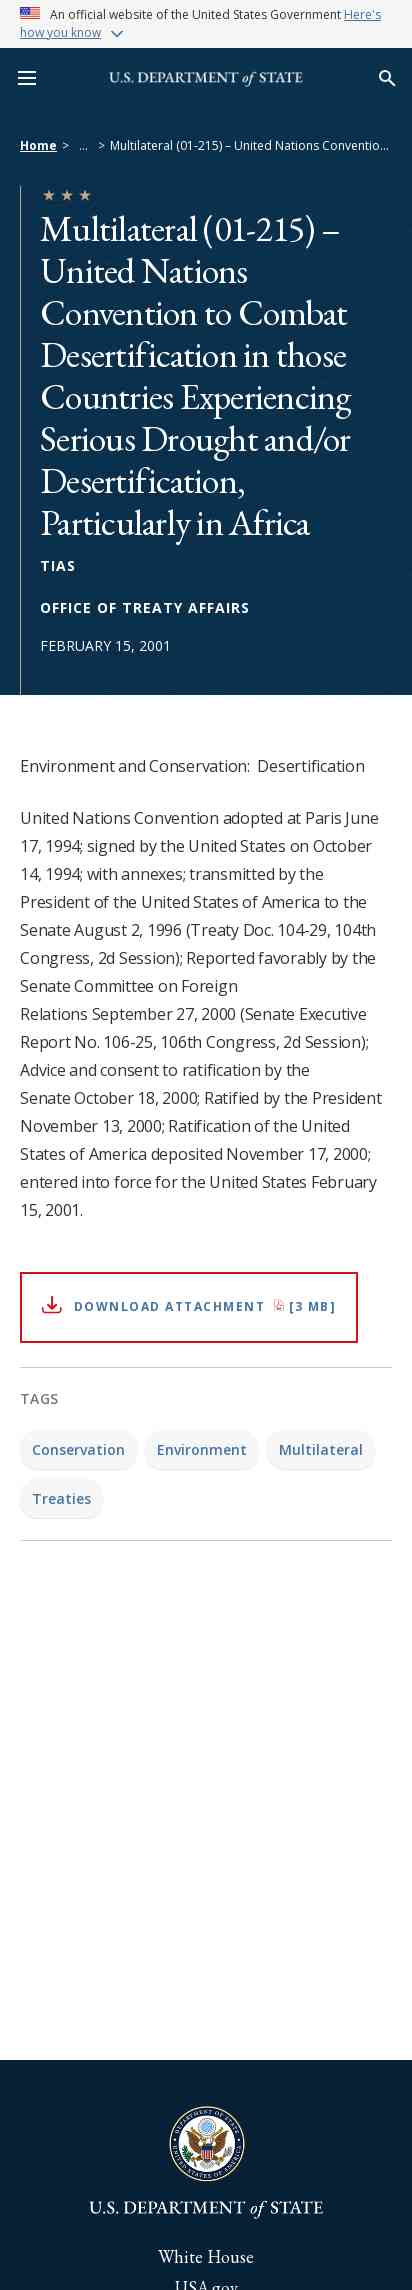 An official website of the United States Government Here's
how you know
U.S. DEPARTMENT of STATE
Home > ... > Multilateral (01-215) – United Nations Conventio...
Multilateral (01-215) –
United Nations
Convention to Combat
Desertification in those
Countries Experiencing
Serious Drought and/or
Desertification,
Particularly in Africa
TIAS
OFFICE OF TREATY AFFAIRS
FEBRUARY 15, 2001
Environment and Conservation:  Desertification
United Nations Convention adopted at Paris June
17, 1994; signed by the United States on October
14, 1994; with annexes; transmitted by the
President of the United States of America to the
Senate August 2, 1996 (Treaty Doc. 104-29, 104th
Congress, 2d Session); Reported favorably by the
Senate Committee on Foreign
Relations September 27, 2000 (Senate Executive
Report No. 106-25, 106th Congress, 2d Session);
Advice and consent to ratification by the
Senate October 18, 2000; Ratified by the President
November 13, 2000; Ratification of the United
States of America deposited November 17, 2000;
entered into force for the United States February
15, 2001.
DOWNLOAD ATTACHMENT [3 MB]
TAGS
Conservation Environment Multilateral
Treaties
DEPARTMENT OF STATE
UNITED STATES OF AMERICA
U.S. DEPARTMENT of STATE
White House
USA.gov